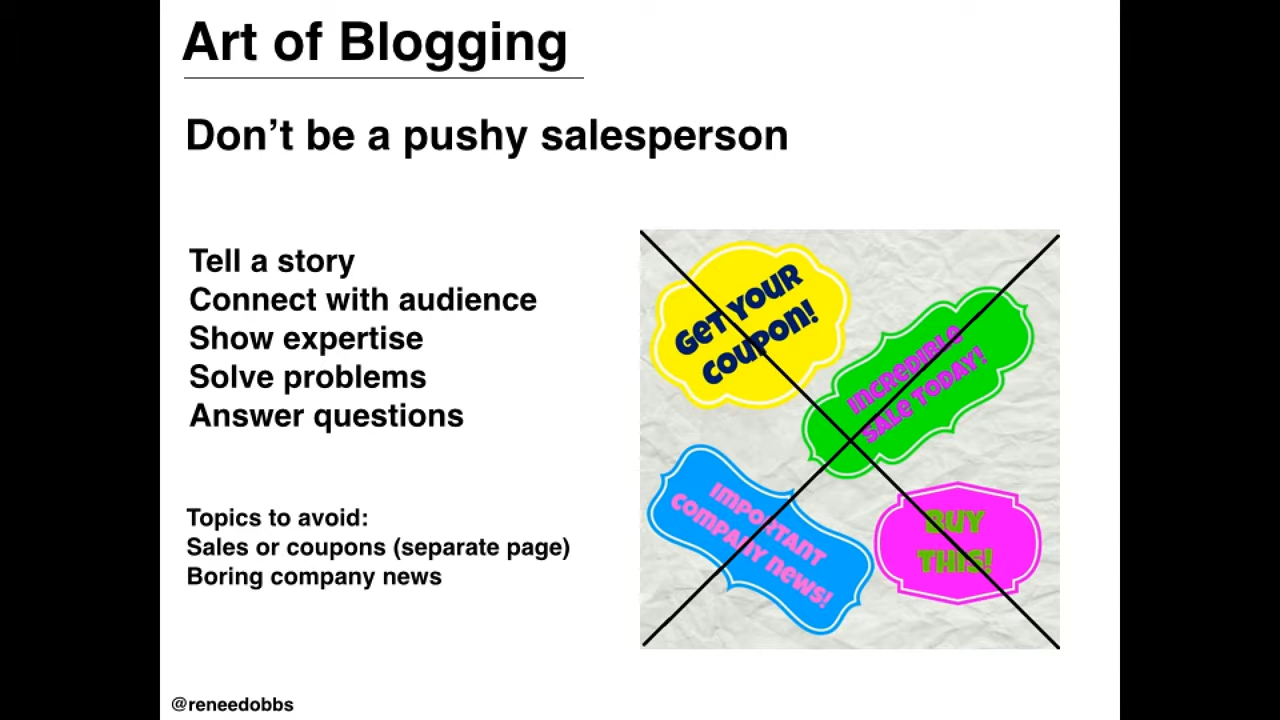 Art of Blogging
Don't be a pushy salesperson
Tell a story
Connect with audience
Show expertise
Solve problems
Answer questions
Topics to avoid:
Sales or coupons (separate page)
Boring company news
GET YOUR
COUPON!
INCREDIBLE
SALE TODAY!
IMPORTANT
COMPANY NEWS!
BUY
THIS!
@reneedobbs